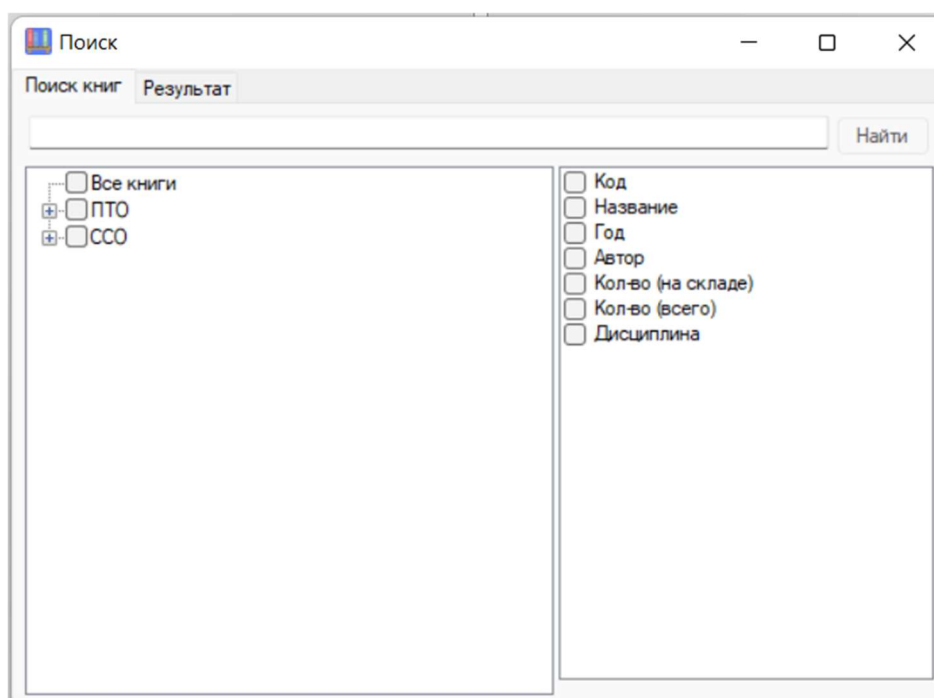 Поиск
Поиск книг Результат
Найти
Все книги
ПТО
ССО
Код
Название
Год
Автор
Кол-во (на складе)
Кол-во (всего)
Дисциплина